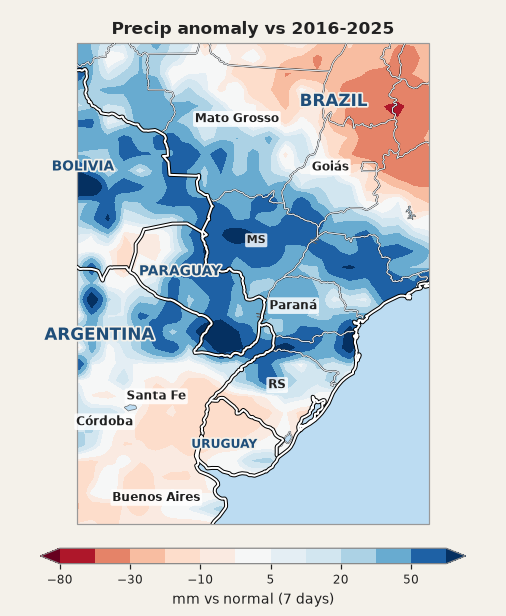 Precip anomaly vs 2016-2025
BRAZIL
Mato Grosso
BOLIVIA
Goiás
MS
PARAGUAY
Paraná
ARGENTINA
RS
Santa Fe
Córdoba
URUGUAY
Buenos Aires
−80 −30 −10 5 20 50
mm vs normal (7 days)